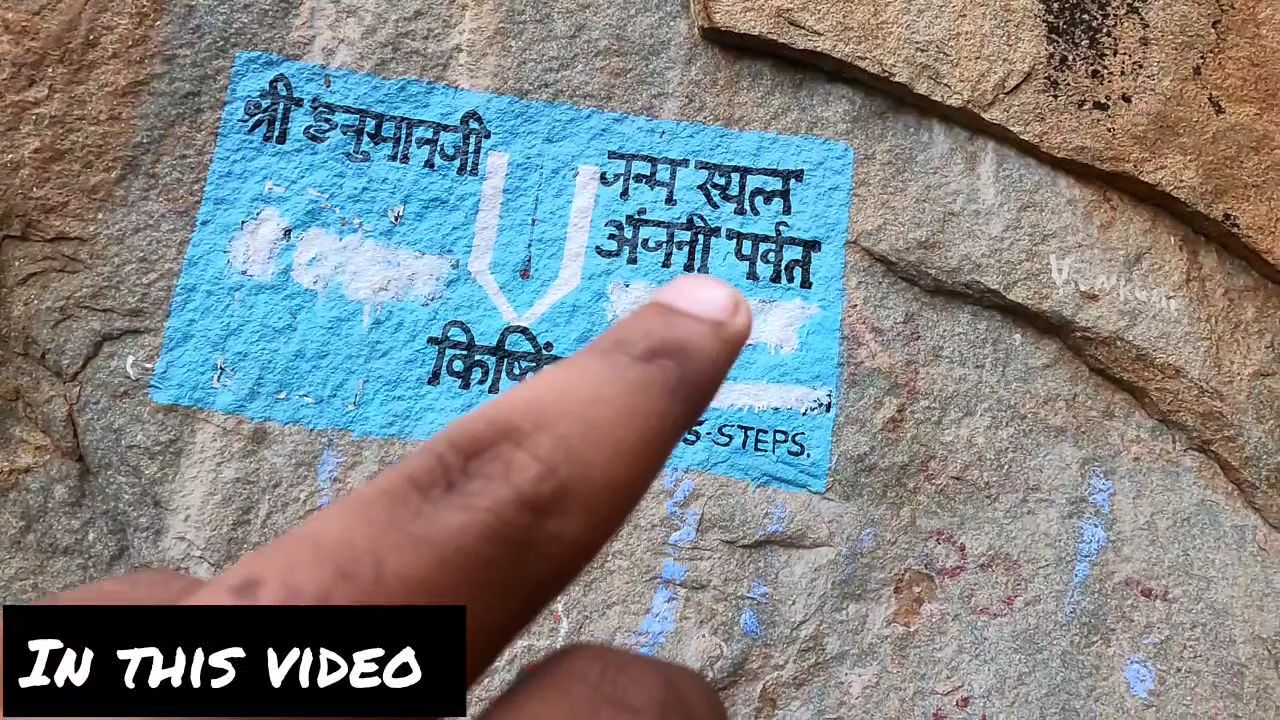 श्री हनुमानजी
जन्म स्थल
अंजनी पर्वत
STEPS.
IN THIS VIDEO